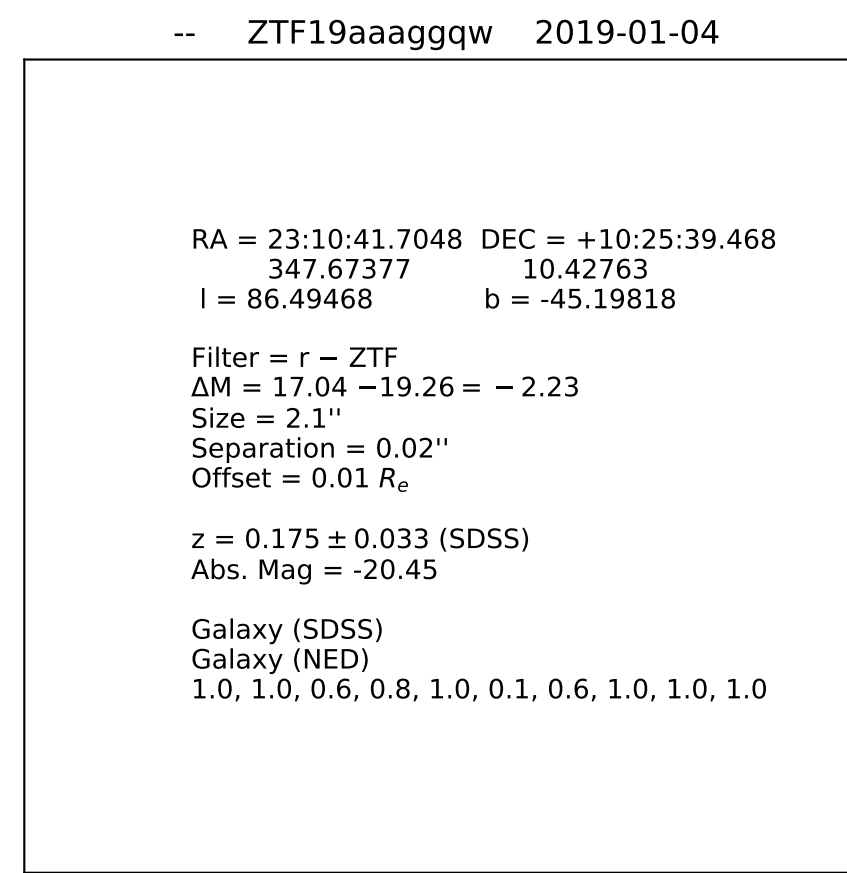 -- ZTF19aaaggqw 2019-01-04
RA = 23:10:41.7048 DEC = +10:25:39.468
347.67377 10.42763
l = 86.49468 b = -45.19818
Filter = r − ZTF
ΔM = 17.04 −19.26 = − 2.23
Size = 2.1''
Separation = 0.02''
Offset = 0.01 Rₑ
z = 0.175 ± 0.033 (SDSS)
Abs. Mag = -20.45
Galaxy (SDSS)
Galaxy (NED)
1.0, 1.0, 0.6, 0.8, 1.0, 0.1, 0.6, 1.0, 1.0, 1.0